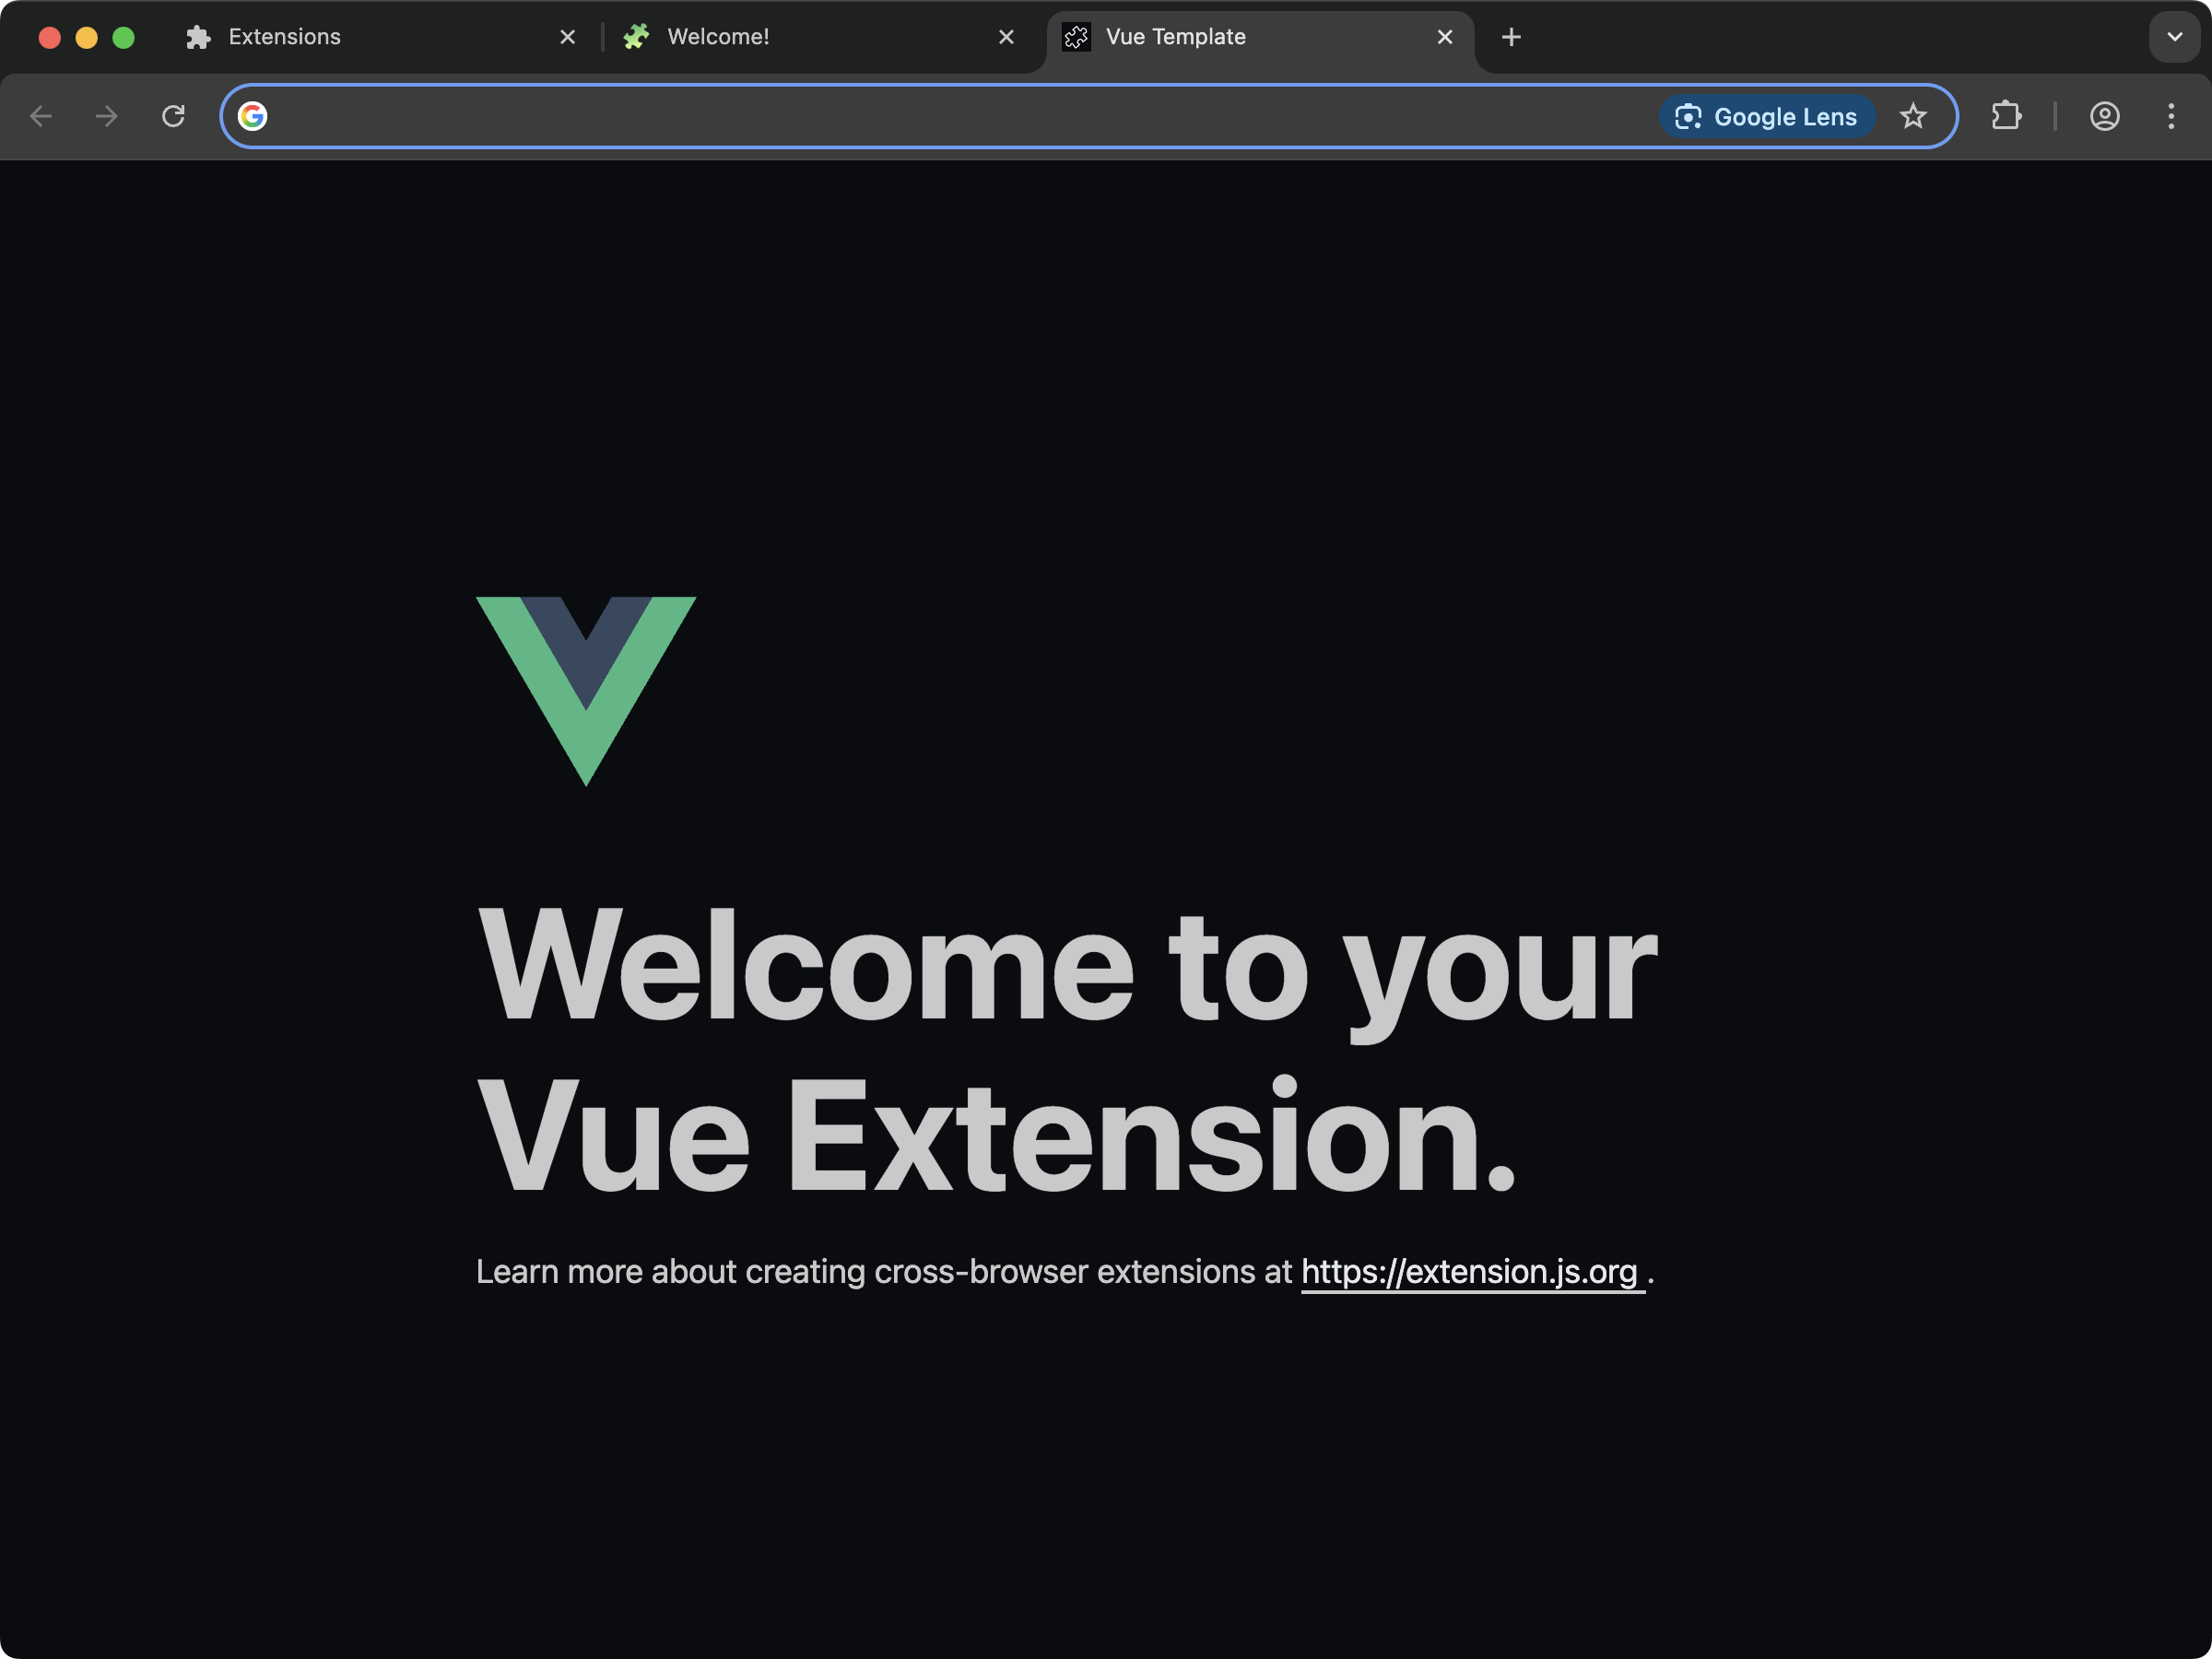 Extensions
Welcome!
Vue Template
Google Lens
Welcome to your
Vue Extension.
Learn more about creating cross-browser extensions at https://extension.js.org .